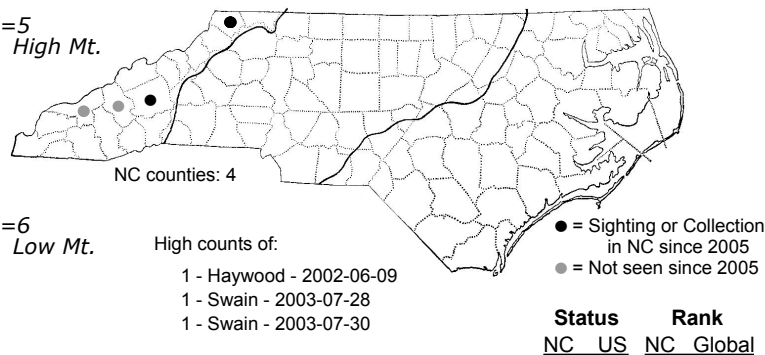 =5
High Mt.
NC counties: 4
=6
Low Mt.
High counts of:
1 - Haywood - 2002-06-09
1 - Swain - 2003-07-28
1 - Swain - 2003-07-30
= Sighting or Collection
in NC since 2005
= Not seen since 2005
Status Rank
NC US NC Global